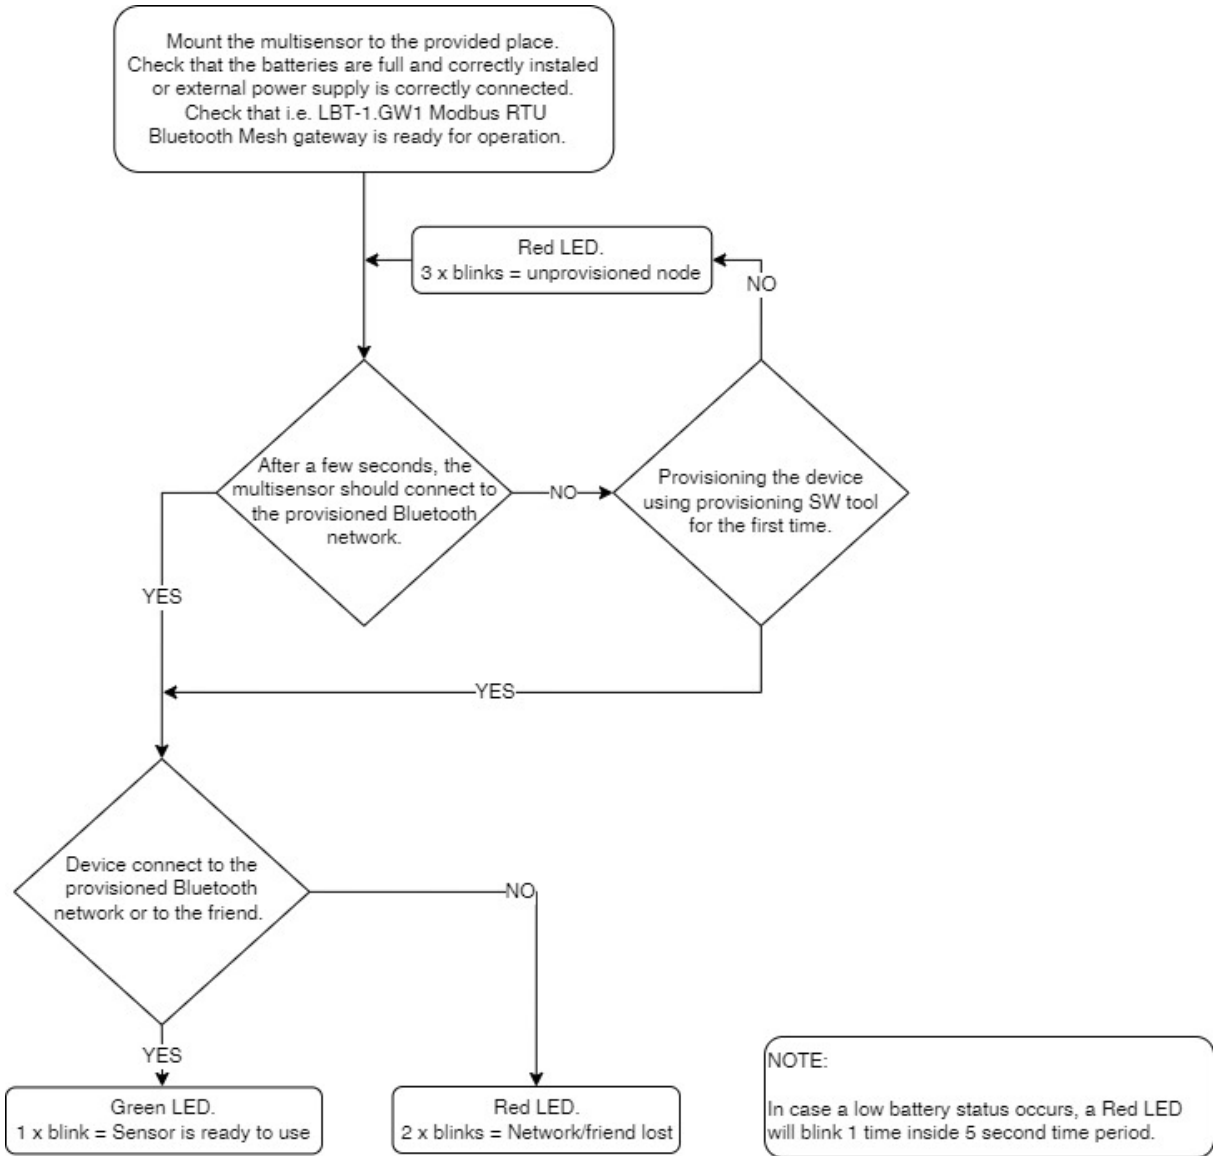 Mount the multisensor to the provided place.
Check that the batteries are full and correctly instaled
or external power supply is correctly connected.
Check that i.e. LBT-1.GW1 Modbus RTU
Bluetooth Mesh gateway is ready for operation.
Red LED.
3 x blinks = unprovisioned node
NO
After a few seconds, the
multisensor should connect to
the provisioned Bluetooth
network.
NO
Provisioning the device
using provisioning SW tool
for the first time.
YES
YES
Device connect to the
provisioned Bluetooth
network or to the friend.
NO
YES
Green LED.
1 x blink = Sensor is ready to use
Red LED.
2 x blinks = Network/friend lost
NOTE:
In case a low battery status occurs, a Red LED
will blink 1 time inside 5 second time period.